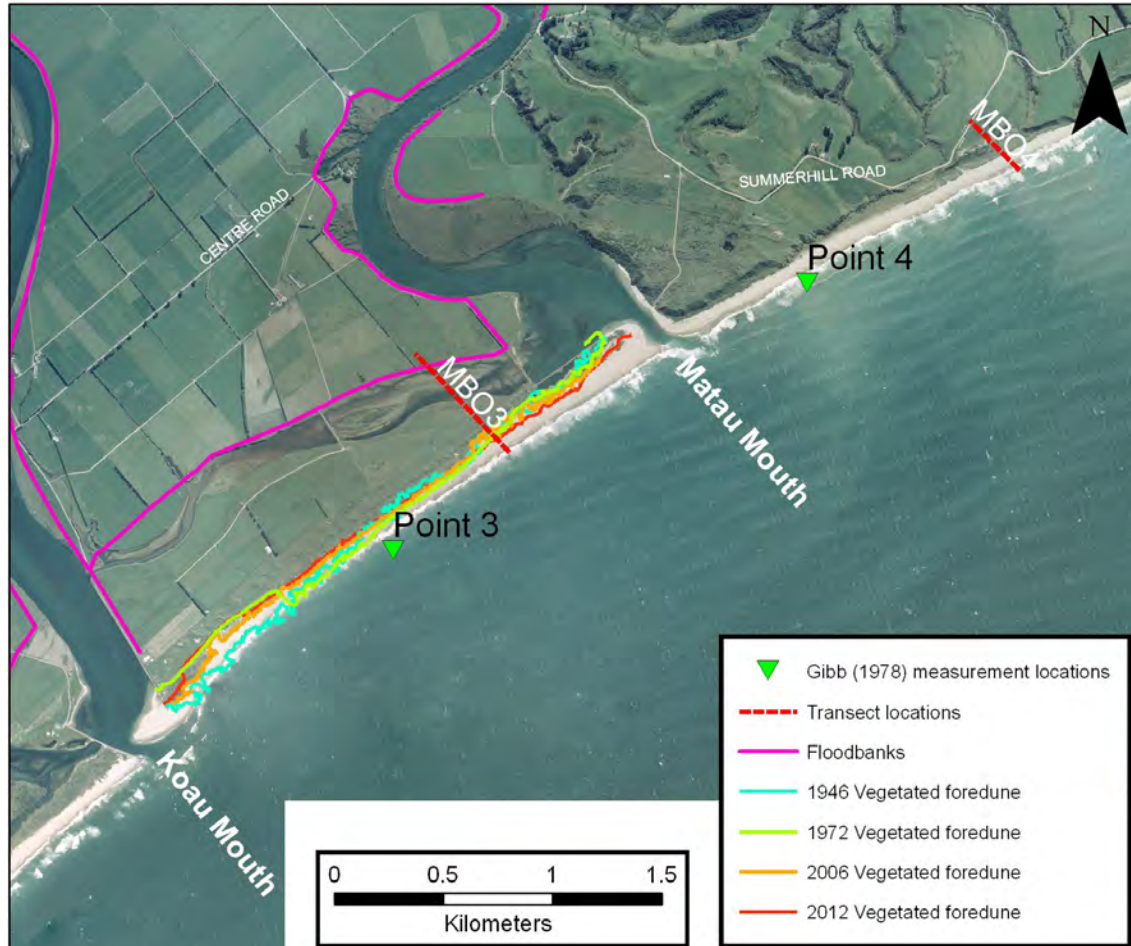 N
MBO4
SUMMERHILL ROAD
CENTRE ROAD
Point 4
MBO3
Matau Mouth
Point 3
Koau Mouth
Gibb (1978) measurement locations
Transect locations
Floodbanks
1946 Vegetated foredune
1972 Vegetated foredune
2006 Vegetated foredune
2012 Vegetated foredune
0 0.5 1 1.5
Kilometers